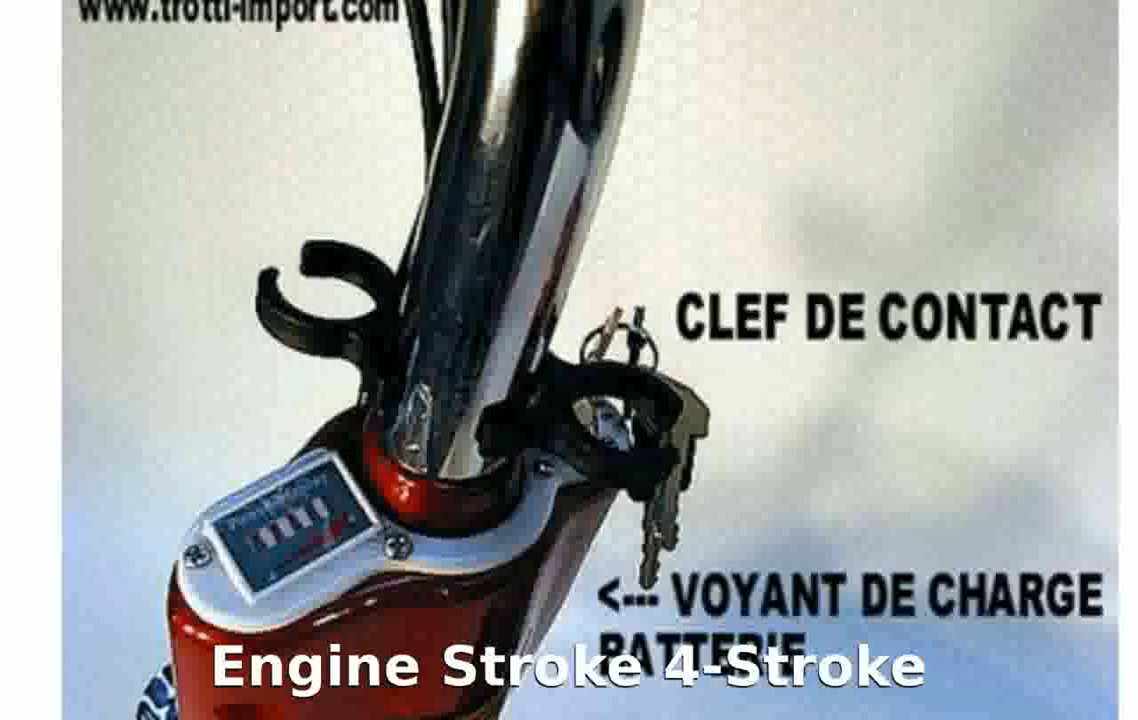 www.trotti-import.com
CLEF DE CONTACT
<--- VOYANT DE CHARGE
BATTERIE
Engine Stroke 4-Stroke